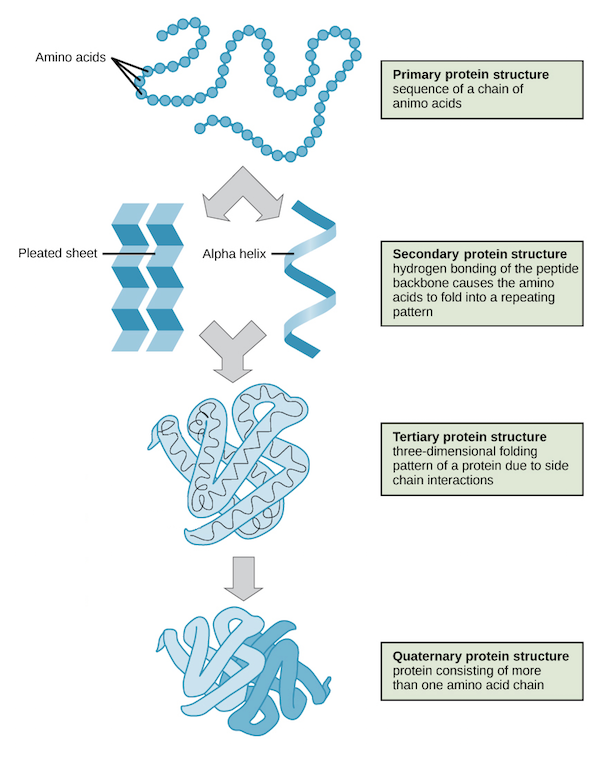 Amino acids
Primary protein structure
sequence of a chain of
animo acids
Pleated sheet
Alpha helix
Secondary protein structure
hydrogen bonding of the peptide
backbone causes the amino
acids to fold into a repeating
pattern
Tertiary protein structure
three-dimensional folding
pattern of a protein due to side
chain interactions
Quaternary protein structure
protein consisting of more
than one amino acid chain